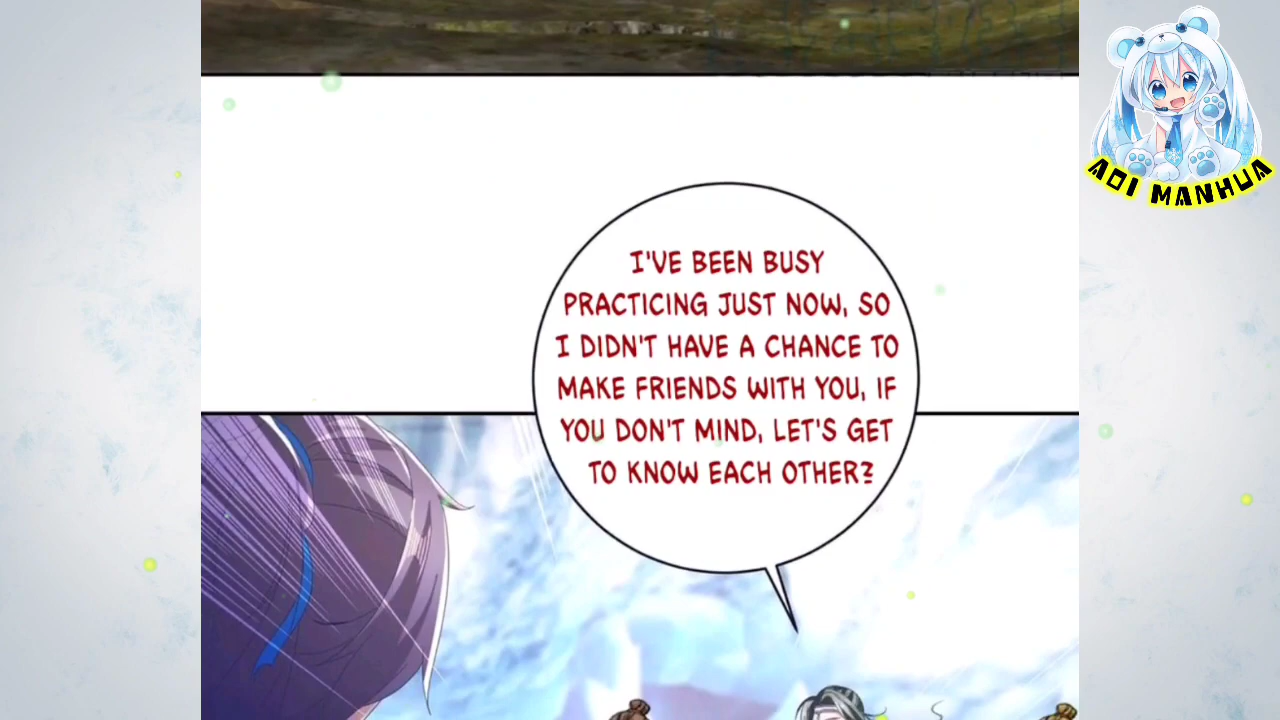 AOI MANHUA
I'VE BEEN BUSY
PRACTICING JUST NOW, SO
I DIDN'T HAVE A CHANCE TO
MAKE FRIENDS WITH YOU, IF
YOU DON'T MIND, LET'S GET
TO KNOW EACH OTHER?